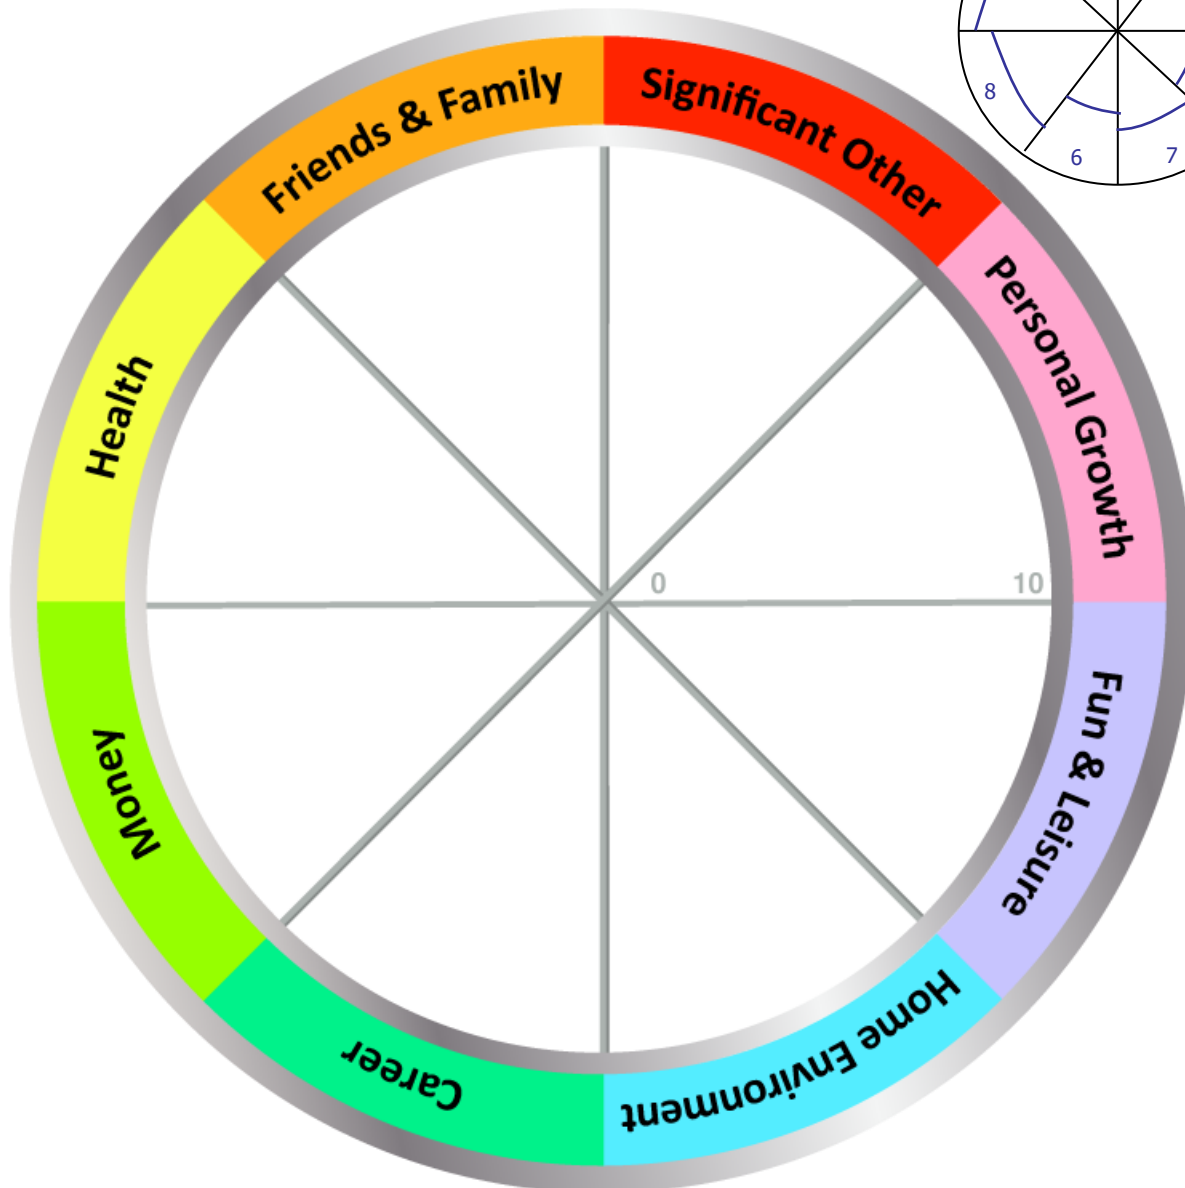 Friends & Family
Significant Other
Personal Growth
Fun & Leisure
Home Environment
Career
Money
Health
0
10
8
6
7